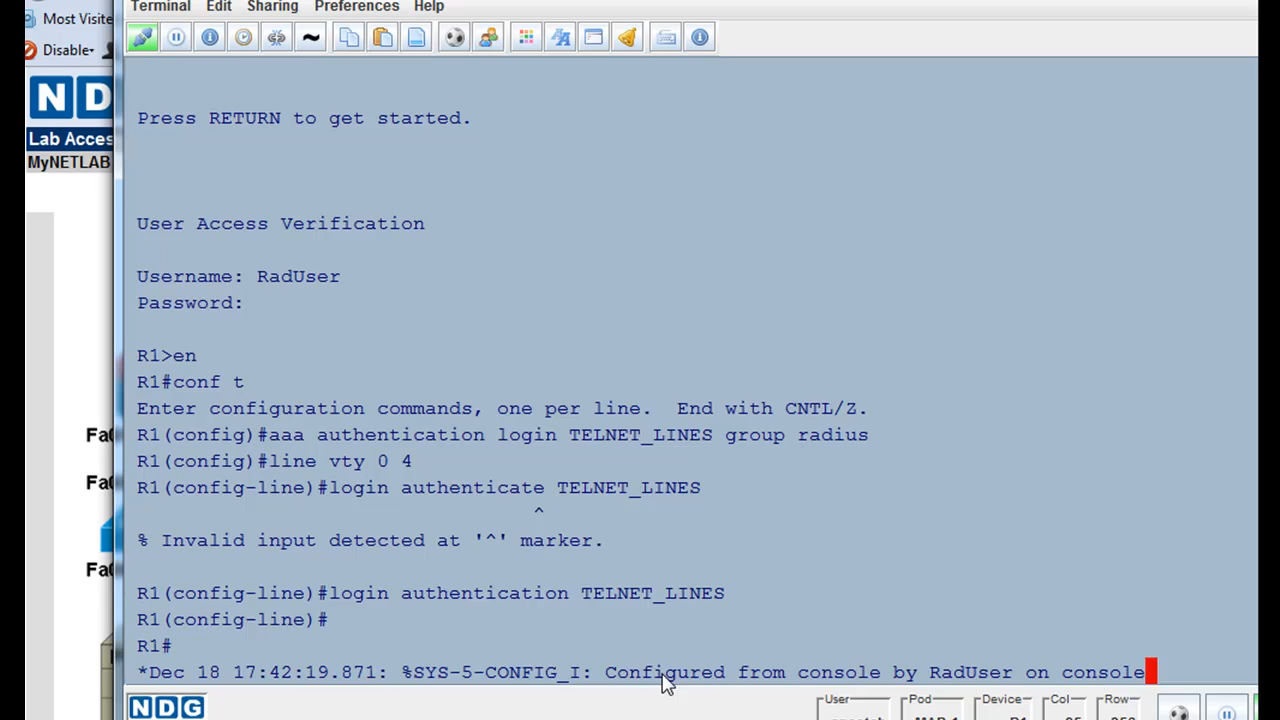 Most Visite
Disable
Terminal Edit Sharing Preferences Help
ND
Lab Acces
MyNETLAB
Press RETURN to get started.
User Access Verification
Username: RadUser
Password:
R1>en
R1#conf t
Enter configuration commands, one per line.  End with CNTL/Z.
R1(config)#aaa authentication login TELNET_LINES group radius
R1(config)#line vty 0 4
R1(config-line)#login authenticate TELNET_LINES
^
% Invalid input detected at '^' marker.
R1(config-line)#login authentication TELNET_LINES
R1(config-line)#
R1#
*Dec 18 17:42:19.871: %SYS-5-CONFIG_I: Configured from console by RadUser on console
Fa0
Fa0
Fa0
NDG
User Pod Device Col Row